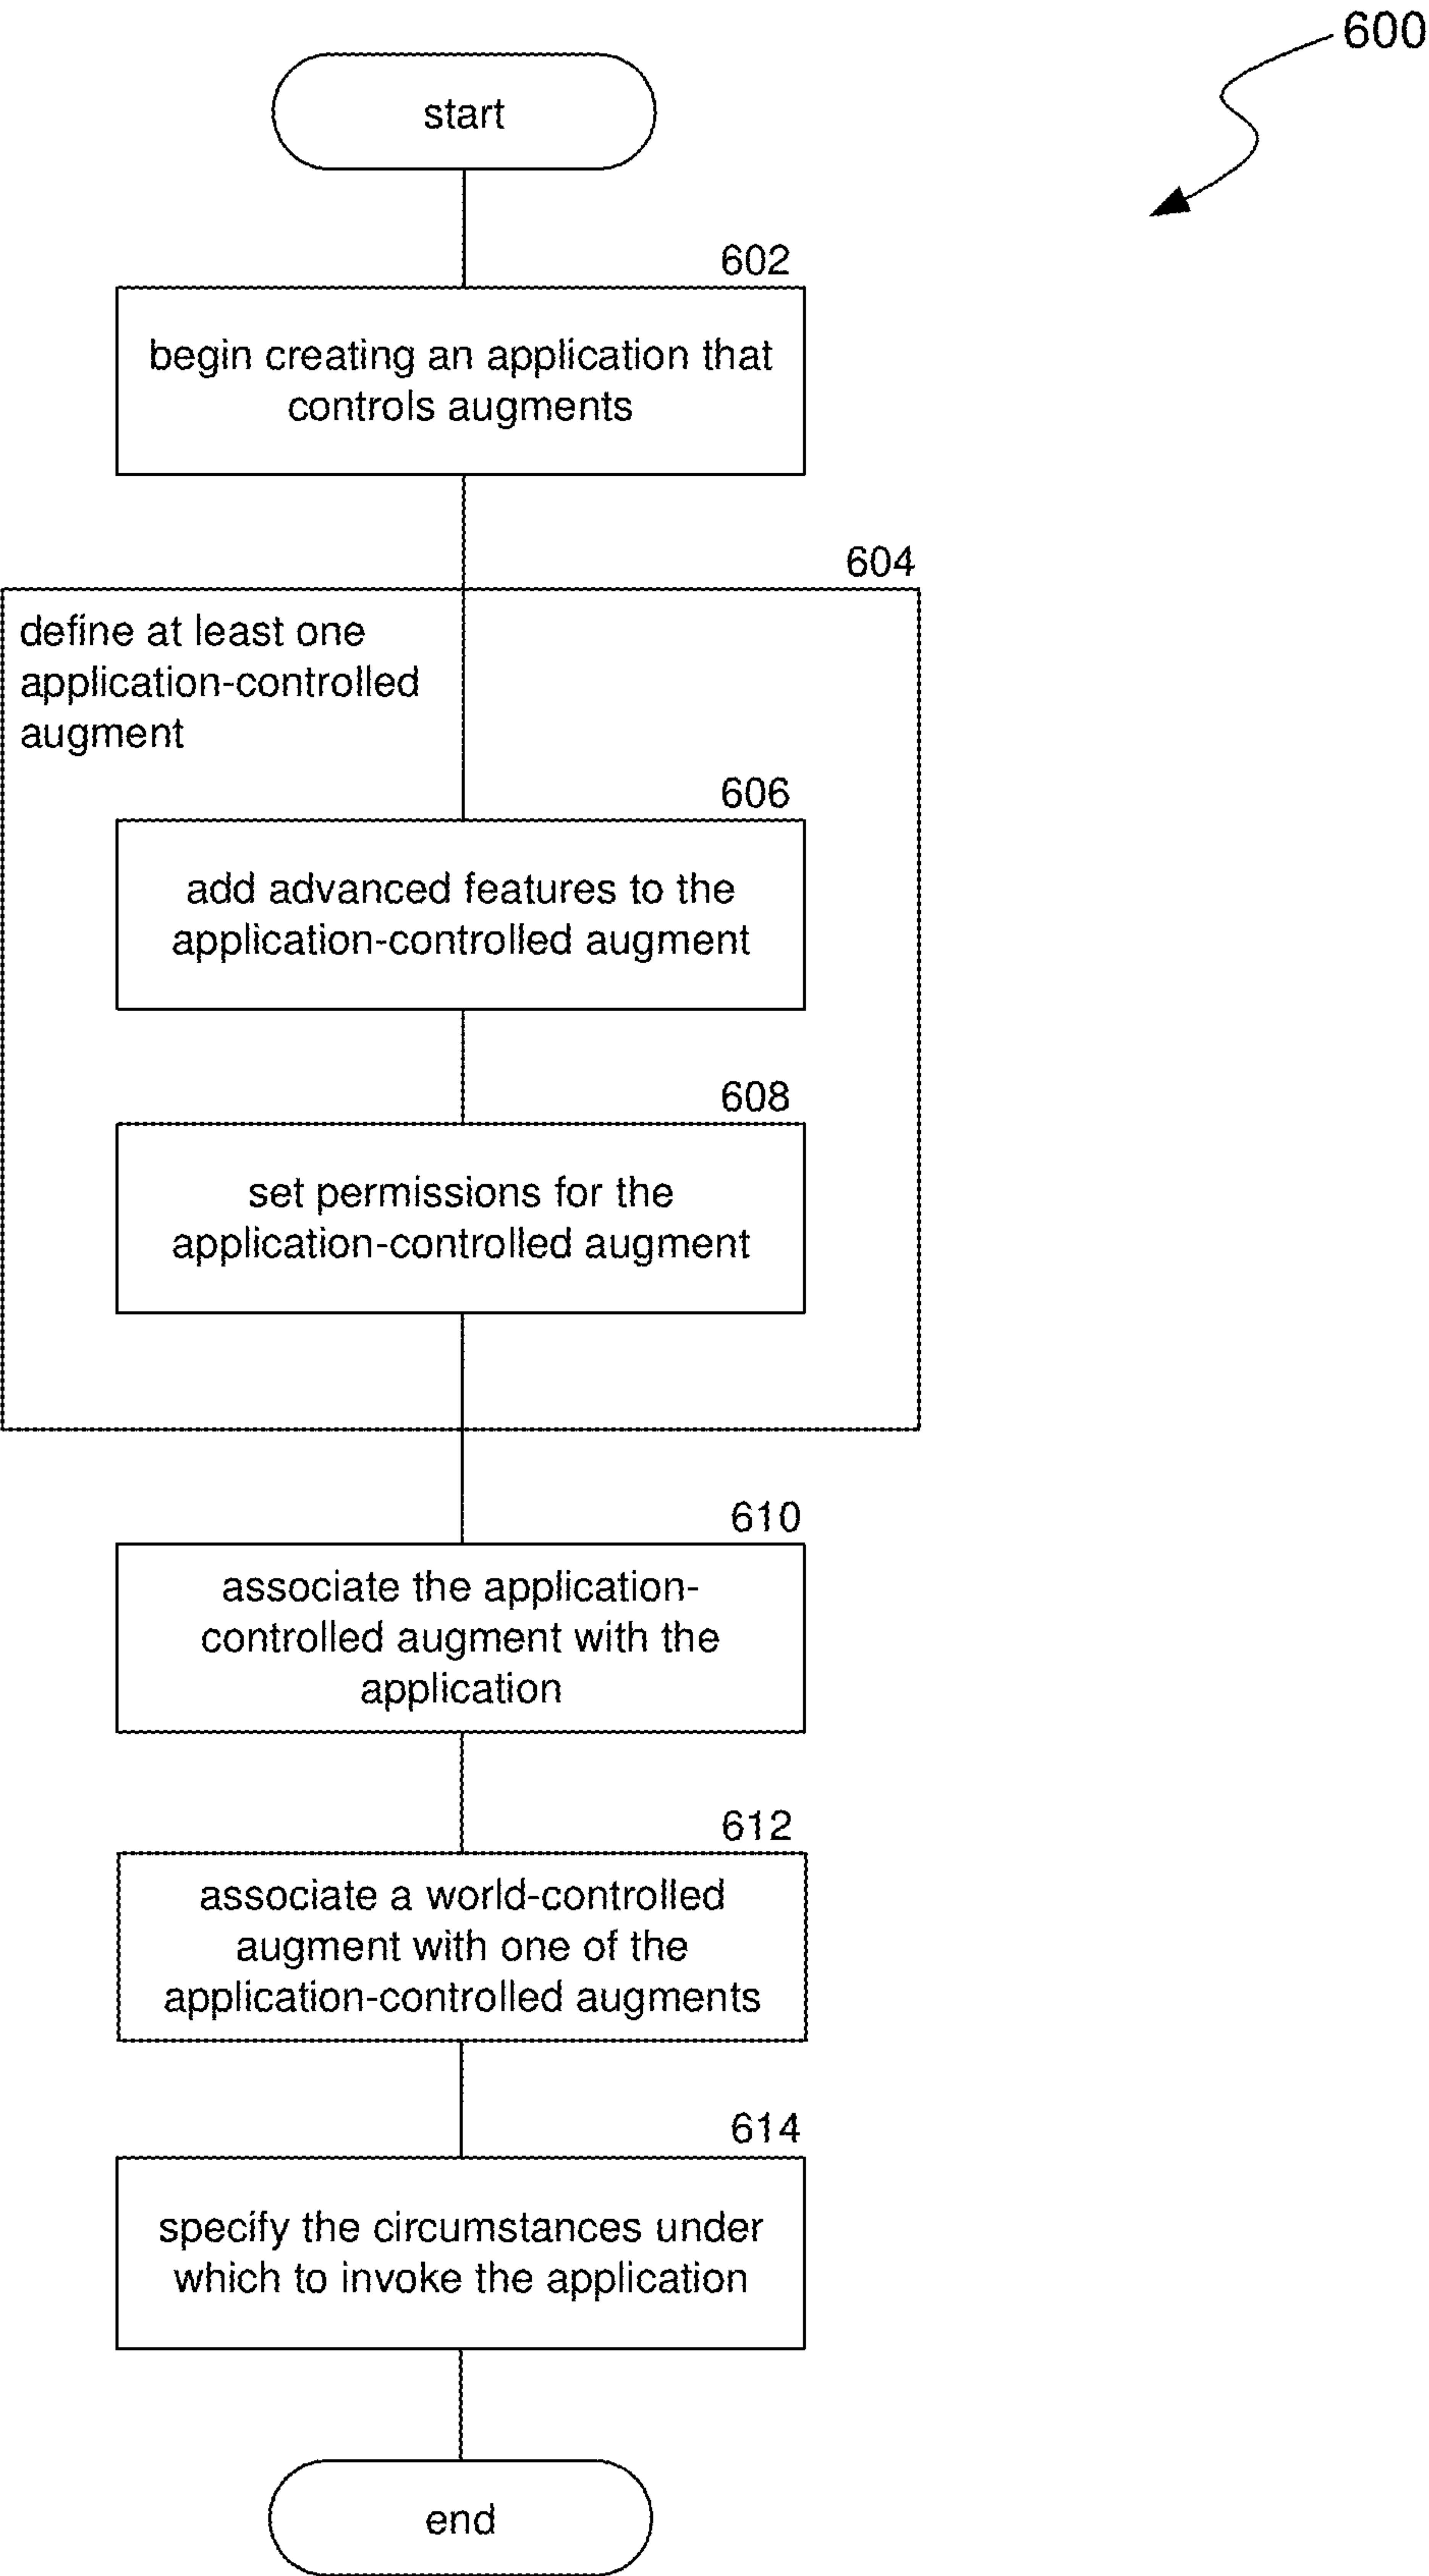 600
start
602
begin creating an application that
controls augments
604
define at least one
application-controlled
augment
606
add advanced features to the
application-controlled augment
608
set permissions for the
application-controlled augment
610
associate the application-
controlled augment with the
application
612
associate a world-controlled
augment with one of the
application-controlled augments
614
specify the circumstances under
which to invoke the application
end